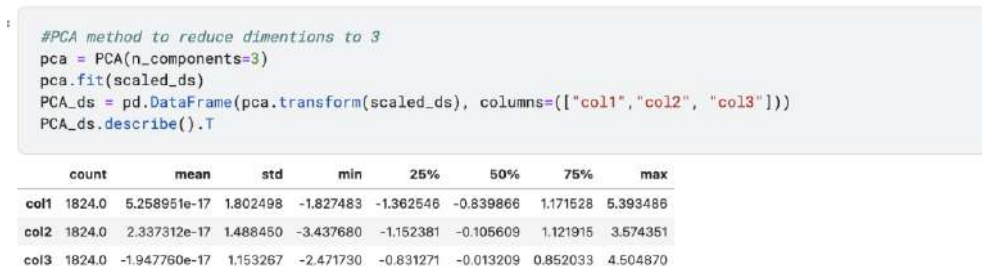 #PCA method to reduce dimentions to 3
pca = PCA(n_components=3)
pca.fit(scaled_ds)
PCA_ds = pd.DataFrame(pca.transform(scaled_ds), columns=(["col1","col2", "col3"]))
PCA_ds.describe().T
count mean std min 25% 50% 75% max
col1 1824.0 5.258951e-17 1.802498 -1.827483 -1.362546 -0.839866 1.171528 5.393486
col2 1824.0 2.337312e-17 1.488450 -3.437680 -1.152381 -0.105609 1.121915 3.574351
col3 1824.0 -1.947760e-17 1.153267 -2.471730 -0.831271 -0.013209 0.852033 4.504870